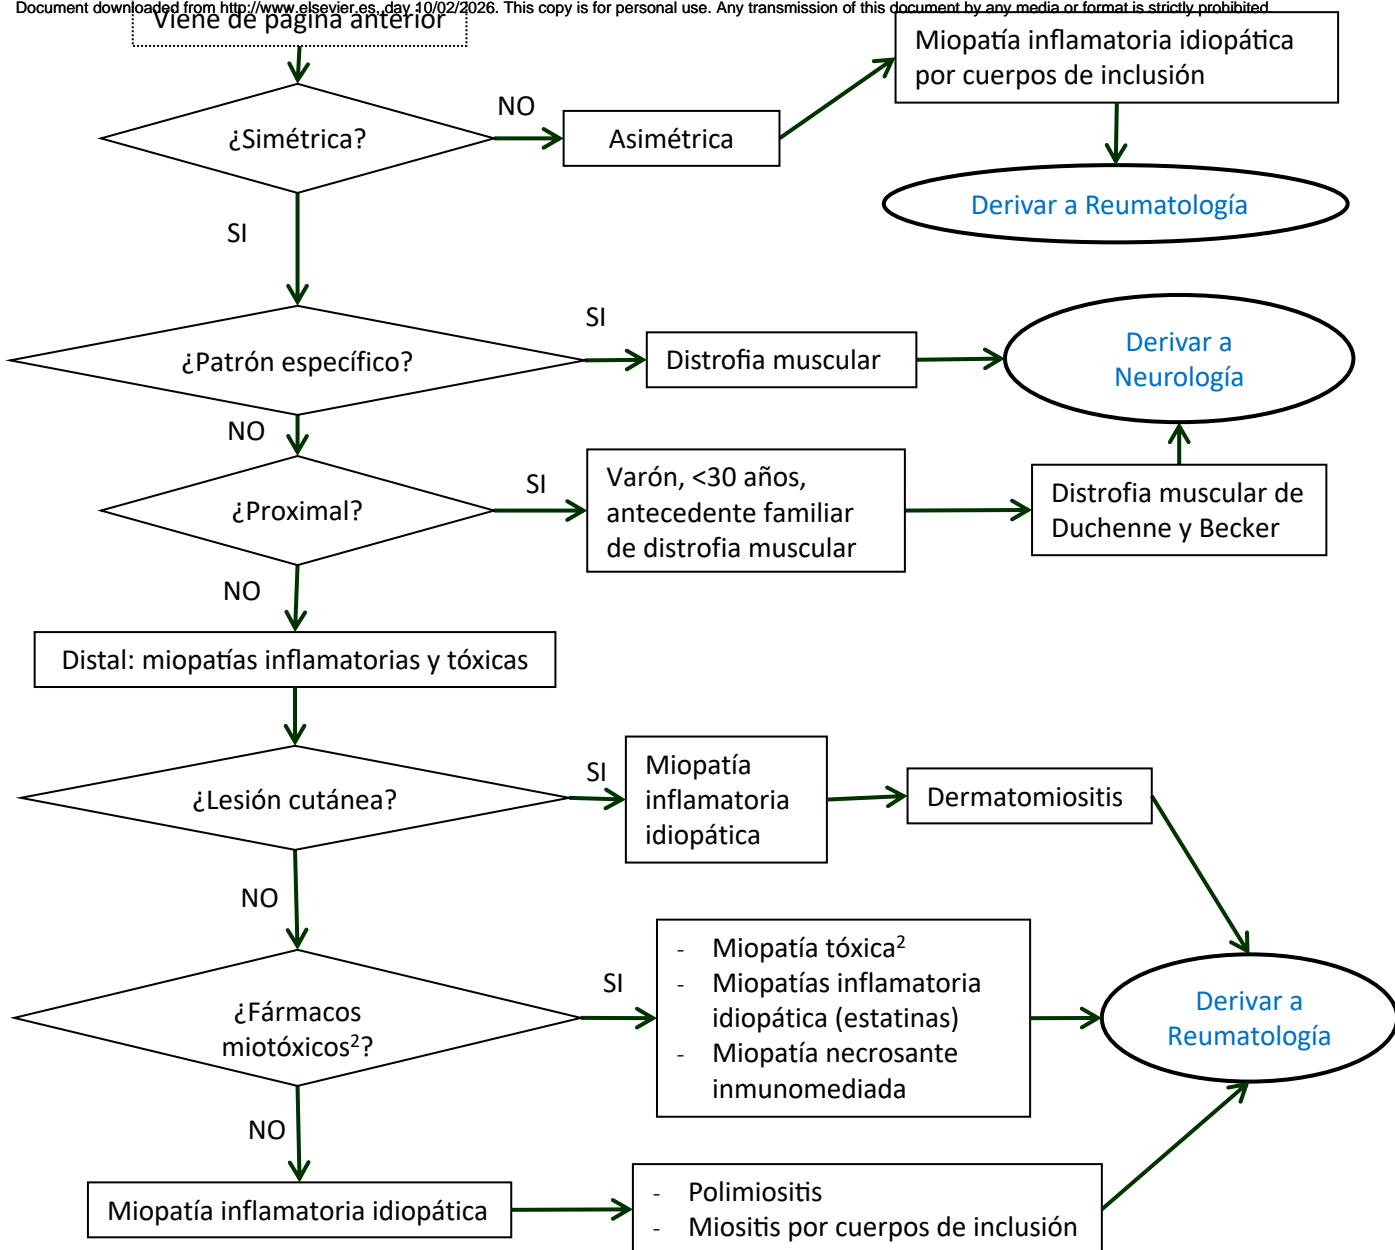 Document downloaded from http://www.elsevier.es, day 10/02/2026. This copy is for personal use. Any transmission of this document by any media or format is strictly prohibited.
Viene de página anterior
¿Simétrica?
NO
Asimétrica
Miopatía inflamatoria idiopática
por cuerpos de inclusión
Derivar a Reumatología
SI
¿Patrón específico?
SI
Distrofia muscular
Derivar a
Neurología
NO
¿Proximal?
SI
Varón, <30 años,
antecedente familiar
de distrofia muscular
Distrofia muscular de
Duchenne y Becker
NO
Distal: miopatías inflamatorias y tóxicas
¿Lesión cutánea?
SI
Miopatía
inflamatoria
idiopática
Dermatomiositis
NO
¿Fármacos
miotóxicos²?
SI
- Miopatía tóxica²
- Miopatías inflamatoria
idiopática (estatinas)
- Miopatía necrosante
inmunomediada
Derivar a
Reumatología
NO
Miopatía inflamatoria idiopática
- Polimiositis
- Miositis por cuerpos de inclusión